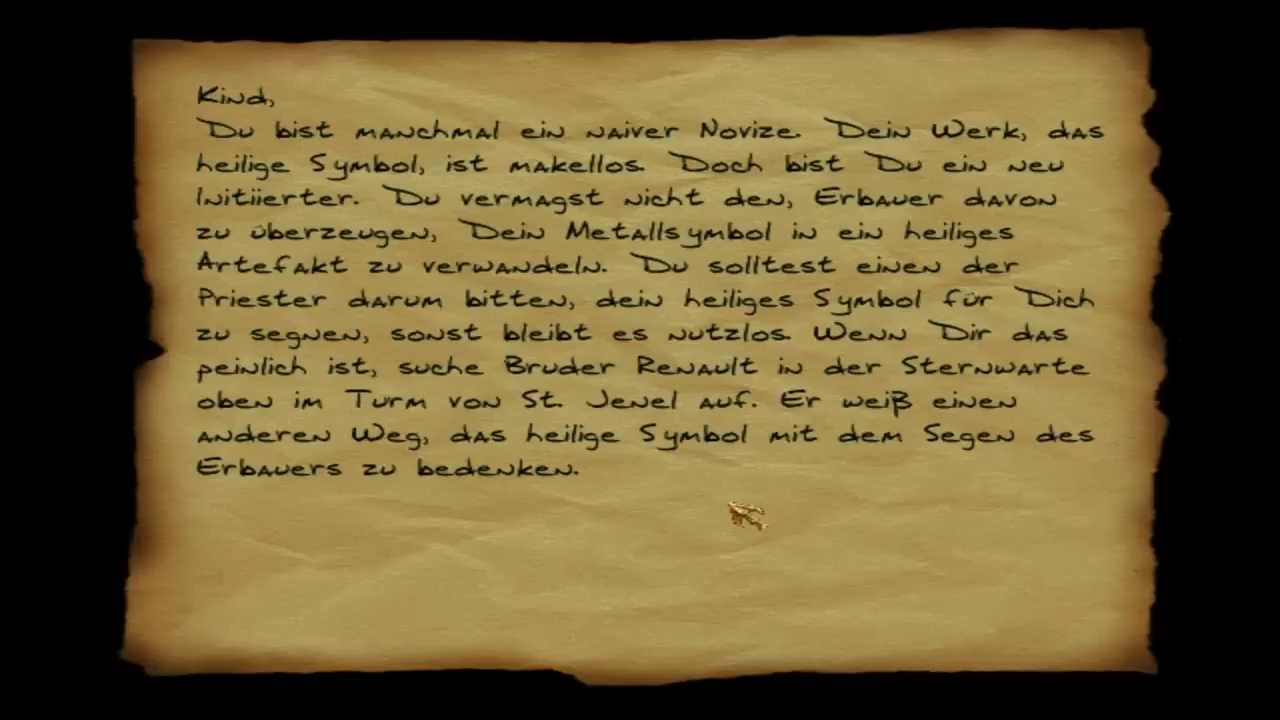 Kind,
Du bist manchmal ein naiver Novize. Dein Werk, das
heilige Symbol, ist makellos. Doch bist Du ein neu
Initiierter. Du vermagst nicht den, Erbauer davon
zu überzeugen, Dein Metallsymbol in ein heiliges
Artefakt zu verwandeln. Du solltest einen der
Priester darum bitten, dein heiliges Symbol für Dich
zu segnen, sonst bleibt es nutzlos. Wenn Dir das
peinlich ist, suche Bruder Renault in der Sternwarte
oben im Turm von St. Jenel auf. Er weiß einen
anderen Weg, das heilige Symbol mit dem Segen des
Erbauers zu bedenken.